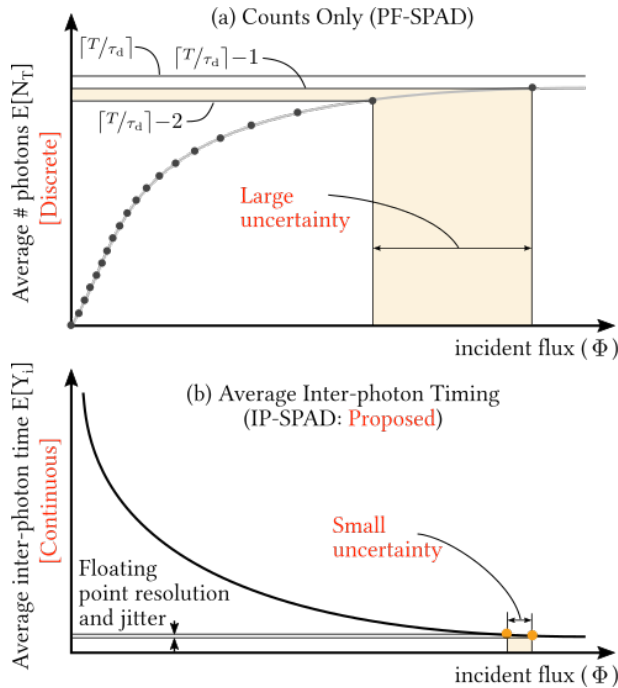 (a) Counts Only (PF-SPAD)
⌈T/τd⌉
⌈T/τd⌉−1
⌈T/τd⌉−2
Average # photons E[NT]
[Discrete]
Large
uncertainty
incident flux (Φ)
(b) Average Inter-photon Timing
(IP-SPAD: Proposed)
Average inter-photon time E[Yi]
[Continuous]
Small
uncertainty
Floating
point resolution
and jitter
incident flux (Φ)